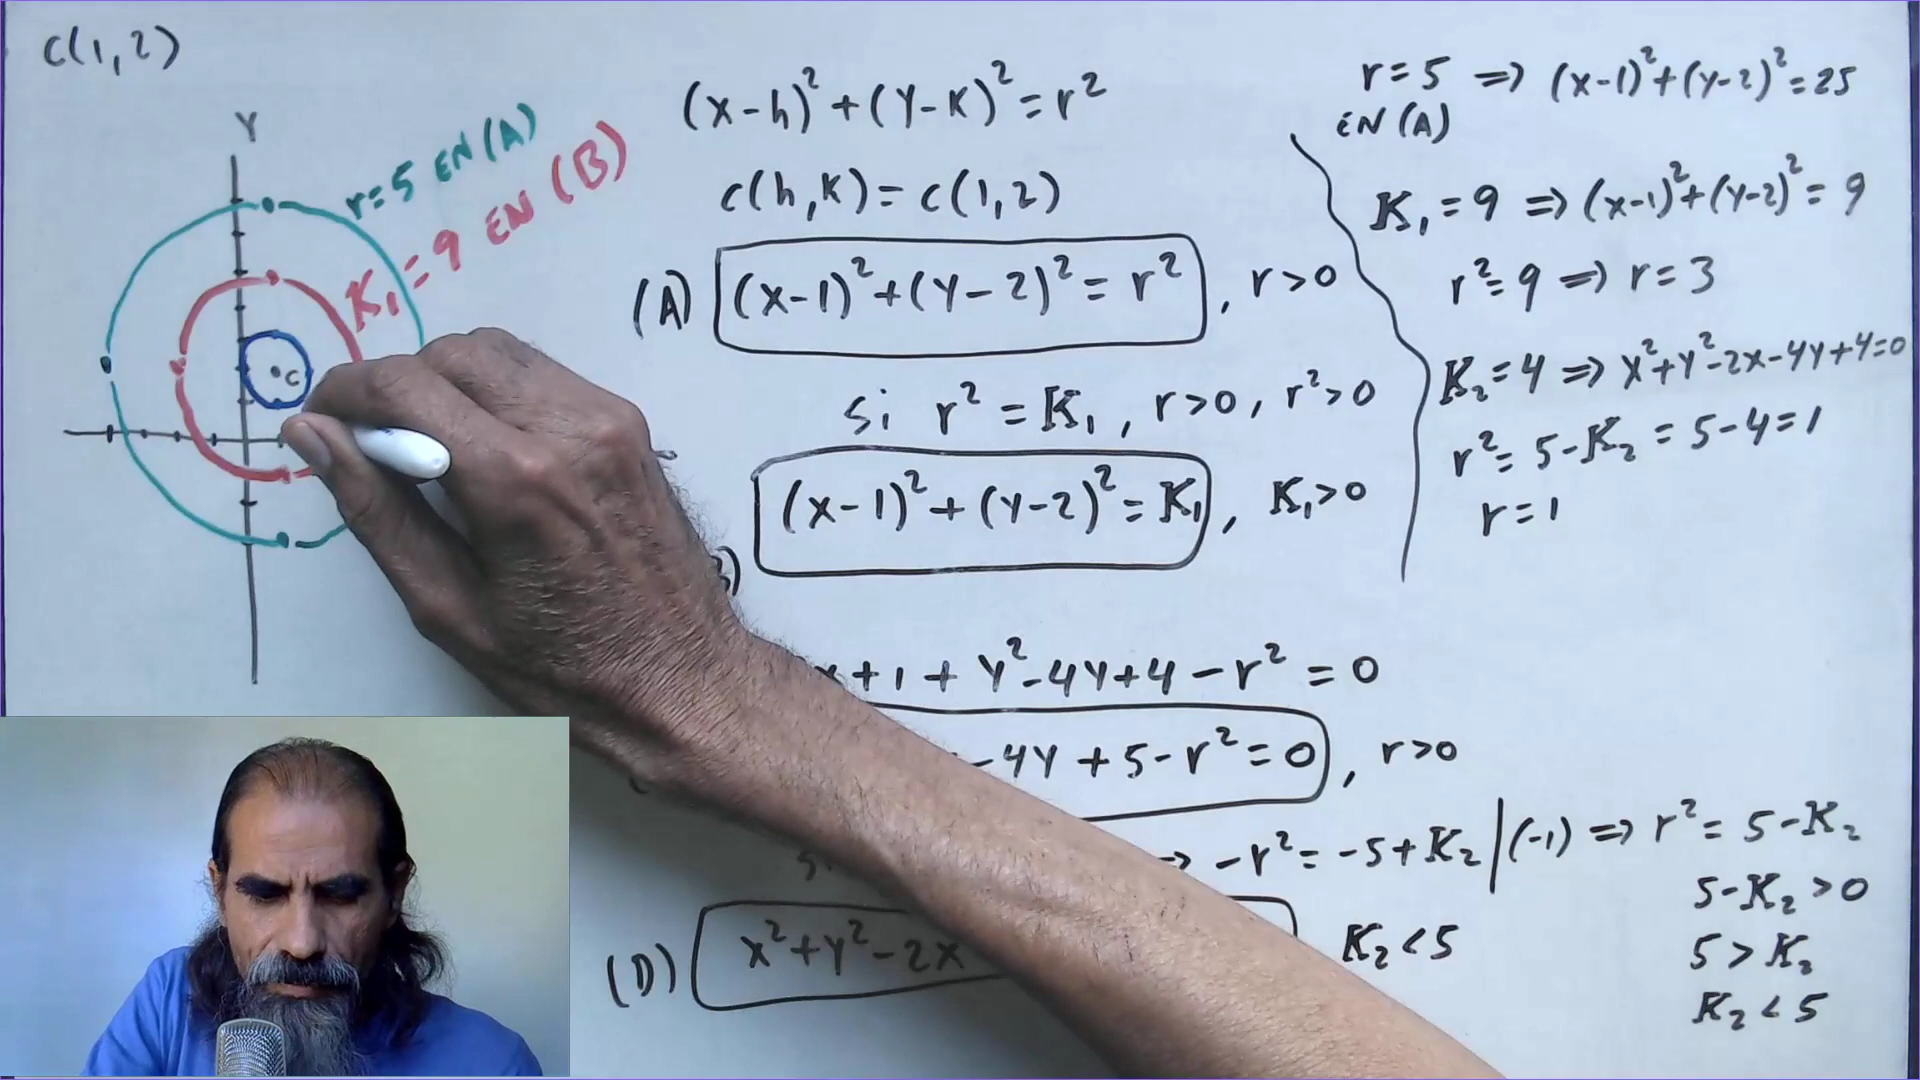 C(1,2)
Y
r=5 EN (A)
K₁=9 EN (B)
C
(x-h)²+(Y-K)²=r²
C(h,K)=C(1,2)
(A) (x-1)²+(Y-2)²=r², r>0
si r²=K₁, r>0, r²>0
(x-1)²+(Y-2)²=K₁, K₁>0
+1+Y²-4Y+4-r²=0
-4Y+5-r²=0, r>0
-r²=-5+K₂ |(-1) => r²=5-K₂
5-K₂>0
(D) x²+Y²-2x K₂<5
5>K₂
K₂<5
r=5 => (x-1)²+(Y-2)²=25
EN (A)
K₁=9 => (x-1)²+(Y-2)²=9
r²=9 => r=3
K₂=4 => x²+Y²-2x-4Y+4=0
r²=5-K₂=5-4=1
r=1